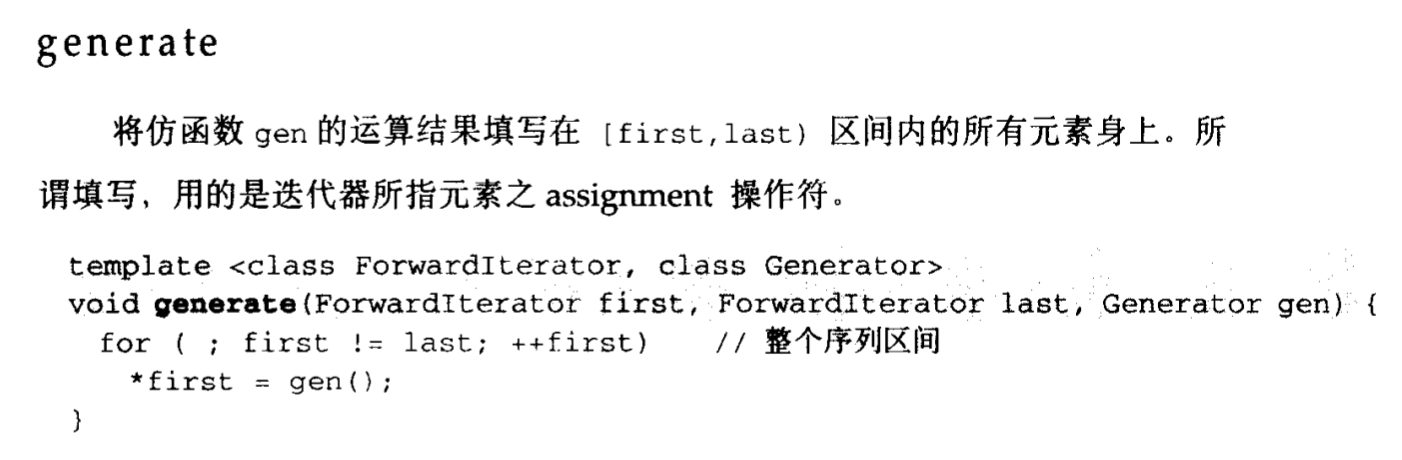 generate
将仿函数 gen 的运算结果填写在 [first,last) 区间内的所有元素身上。所
谓填写，用的是迭代器所指元素之 assignment 操作符。
template <class ForwardIterator, class Generator>
void generate(ForwardIterator first, ForwardIterator last, Generator gen) {
  for ( ; first != last; ++first)    // 整个序列区间
    *first = gen();
}